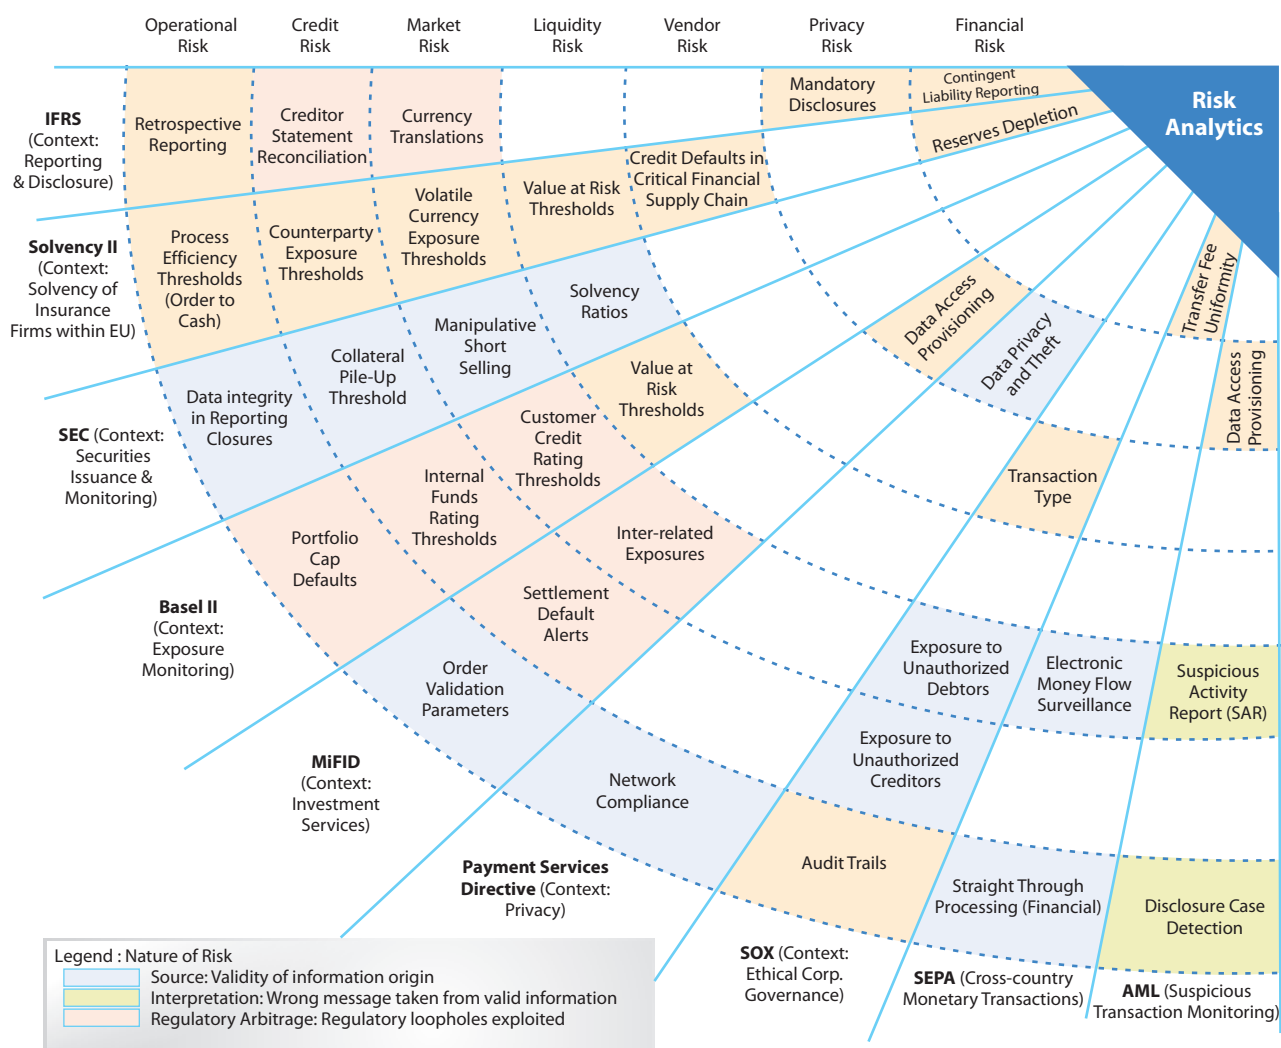 Operational
Risk
Credit
Risk
Market
Risk
Liquidity
Risk
Vendor
Risk
Privacy
Risk
Financial
Risk
Risk
Analytics
IFRS
(Context:
Reporting
& Disclosure)
Retrospective
Reporting
Creditor
Statement
Reconciliation
Currency
Translations
Mandatory
Disclosures
Contingent
Liability Reporting
Solvency II
(Context:
Solvency of
Insurance
Firms within EU)
Process
Efficiency
Thresholds
(Order to
Cash)
Counterparty
Exposure
Thresholds
Volatile
Currency
Exposure
Thresholds
Value at Risk
Thresholds
Credit Defaults in
Critical Financial
Supply Chain
Reserves Depletion
SEC (Context:
Securities
Issuance &
Monitoring)
Data integrity
in Reporting
Closures
Collateral
Pile-Up
Threshold
Manipulative
Short
Selling
Solvency
Ratios
Basel II
(Context:
Exposure
Monitoring)
Portfolio
Cap
Defaults
Internal
Funds
Rating
Thresholds
Customer
Credit
Rating
Thresholds
Value at
Risk
Thresholds
MiFID
(Context:
Investment
Services)
Order
Validation
Parameters
Settlement
Default
Alerts
Inter-related
Exposures
Data Access
Provisioning
Payment Services
Directive (Context:
Privacy)
Network
Compliance
Data Privacy
and Theft
SOX (Context:
Ethical Corp.
Governance)
Audit Trails
Exposure to
Unauthorized
Creditors
Exposure to
Unauthorized
Debtors
Transaction
Type
SEPA (Cross-country
Monetary Transactions)
Straight Through
Processing (Financial)
Electronic
Money Flow
Surveillance
Transfer Fee
Uniformity
AML (Suspicious
Transaction Monitoring)
Disclosure Case
Detection
Suspicious
Activity
Report (SAR)
Data Access
Provisioning
Legend : Nature of Risk
Source: Validity of information origin
Interpretation: Wrong message taken from valid information
Regulatory Arbitrage: Regulatory loopholes exploited